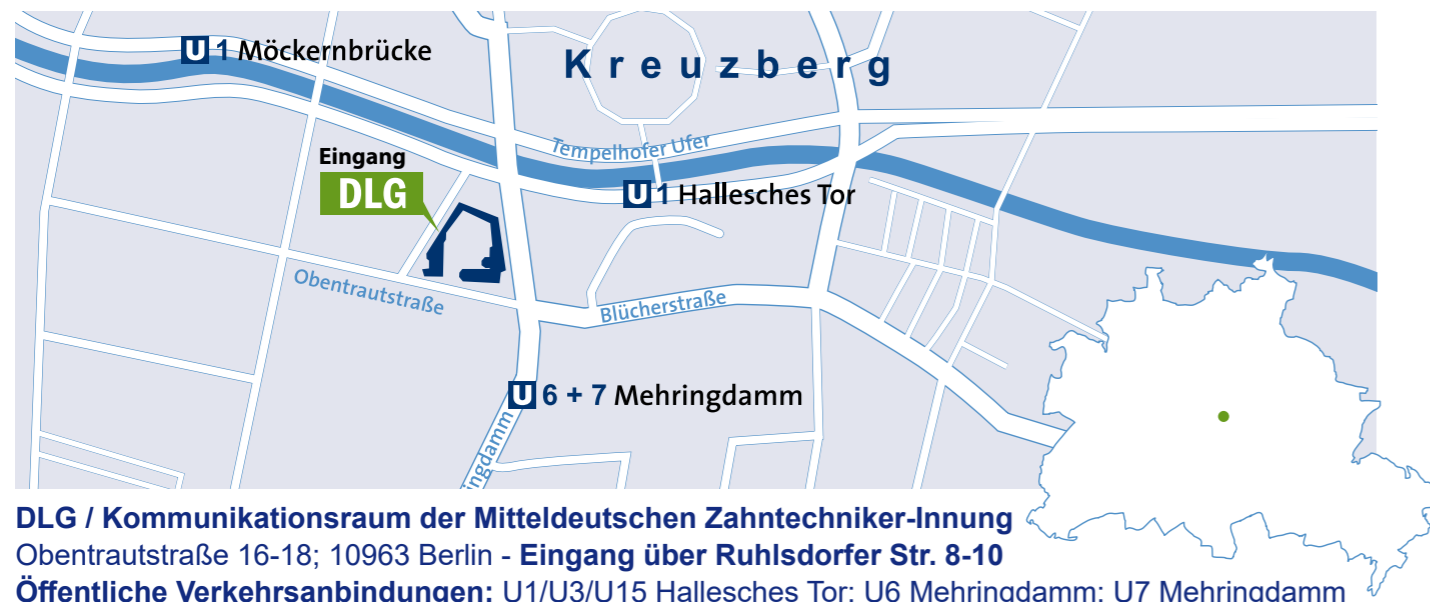 U 1 Möckernbrücke
Kreuzberg
Tempelhofer Ufer
Eingang
DLG
U 1 Hallesches Tor
Obentrautstraße
Blücherstraße
U 6 + 7 Mehringdamm
ingdamm
DLG / Kommunikationsraum der Mitteldeutschen Zahntechniker-Innung
Obentrautstraße 16-18; 10963 Berlin - Eingang über Ruhlsdorfer Str. 8-10
Öffentliche Verkehrsanbindungen: U1/U3/U15 Hallesches Tor; U6 Mehringdamm; U7 Mehringdamm